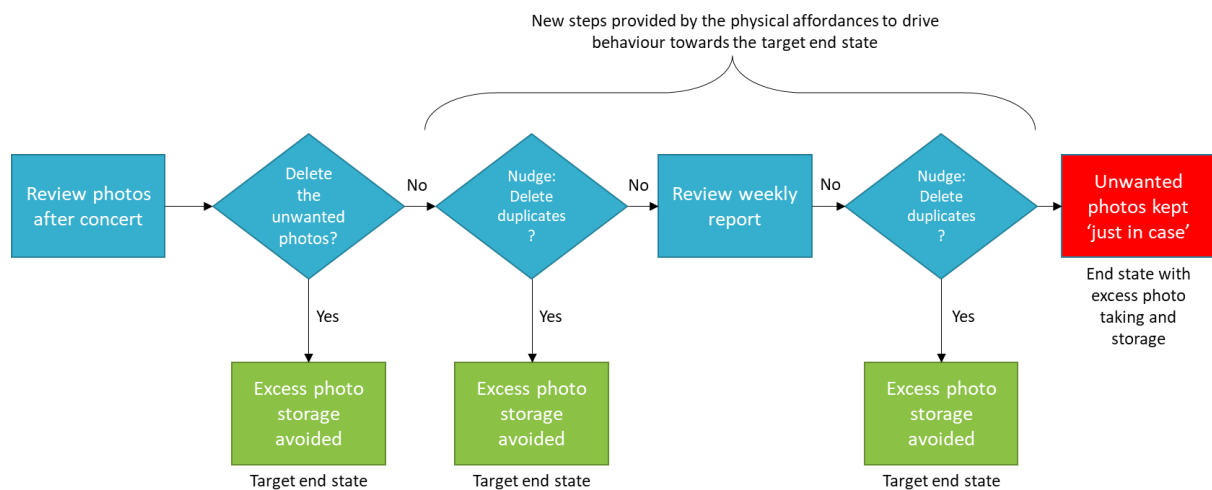 New steps provided by the physical affordances to drive
behaviour towards the target end state
Review photos
after concert
Delete
the
unwanted
photos?
No
Nudge:
Delete
duplicates
?
No
Review weekly
report
No
Nudge:
Delete
duplicates
?
Unwanted
photos kept
‘just in case’
End state with
excess photo
taking and
storage
Yes
Yes
Yes
Excess photo
storage
avoided
Target end state
Excess photo
storage
avoided
Target end state
Excess photo
storage
avoided
Target end state